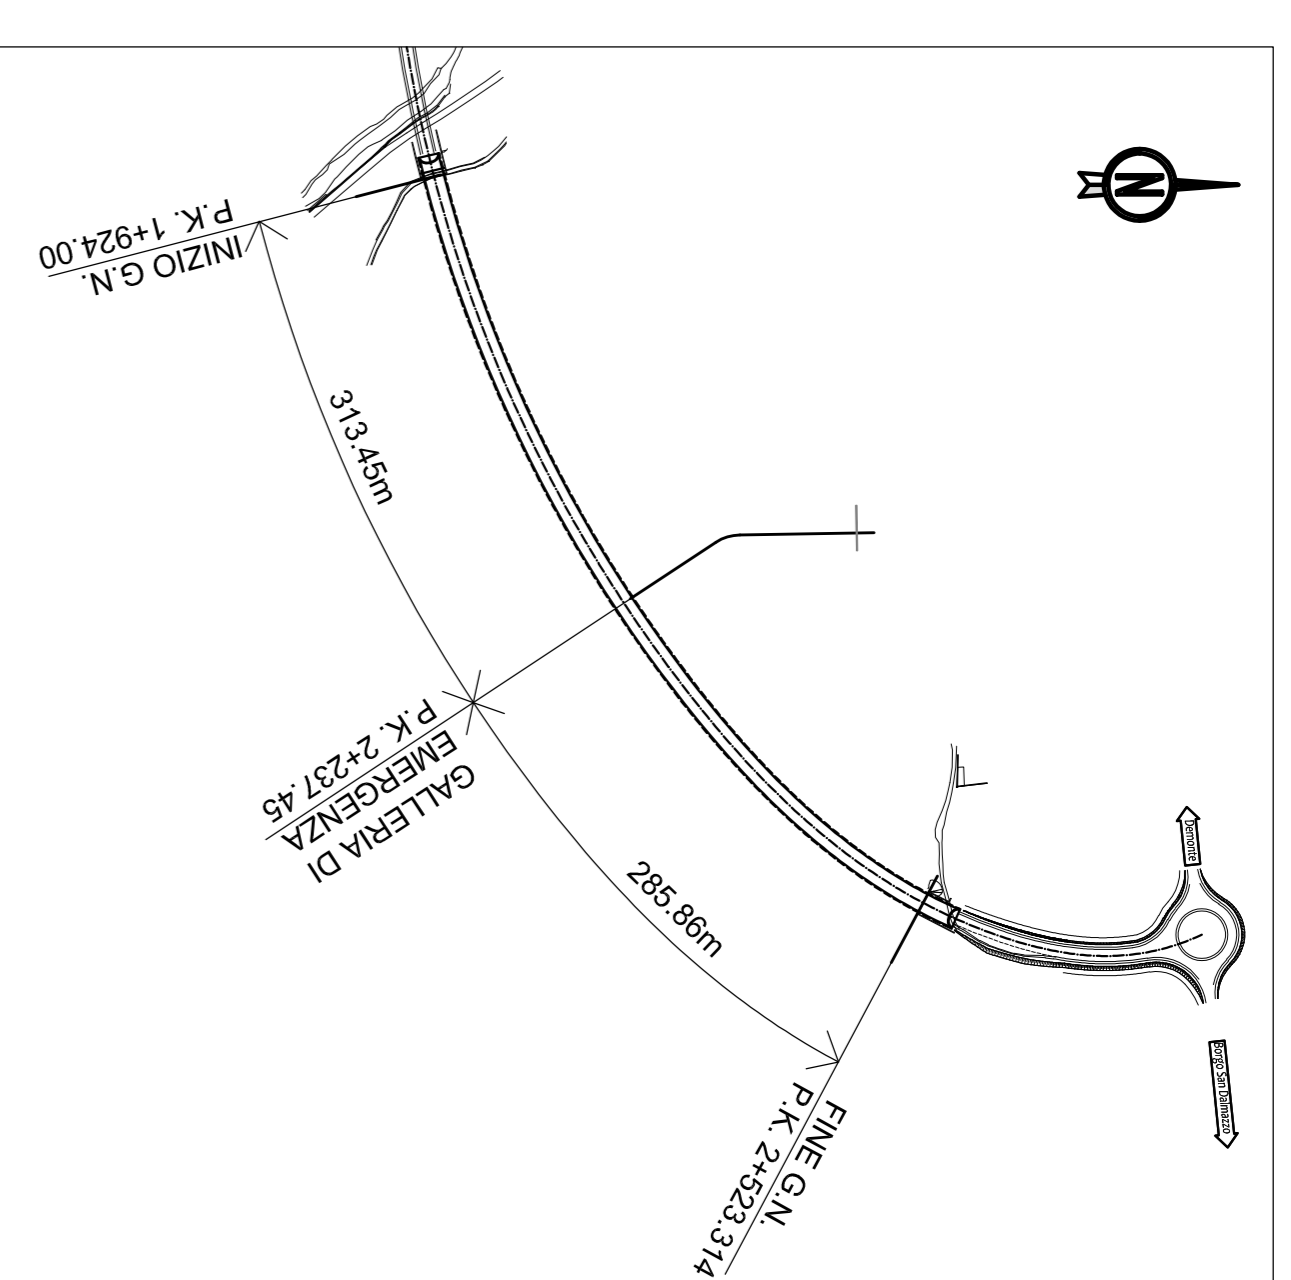 N
P.K. 1+924.00
INIZIO G.N.
313.45m
P.K. 2+237.45
GALLERIA DI
EMERGENZA
285.86m
Demonte
Borgo San Dalmazzo
FINE G.N.
P.K. 2+523.314